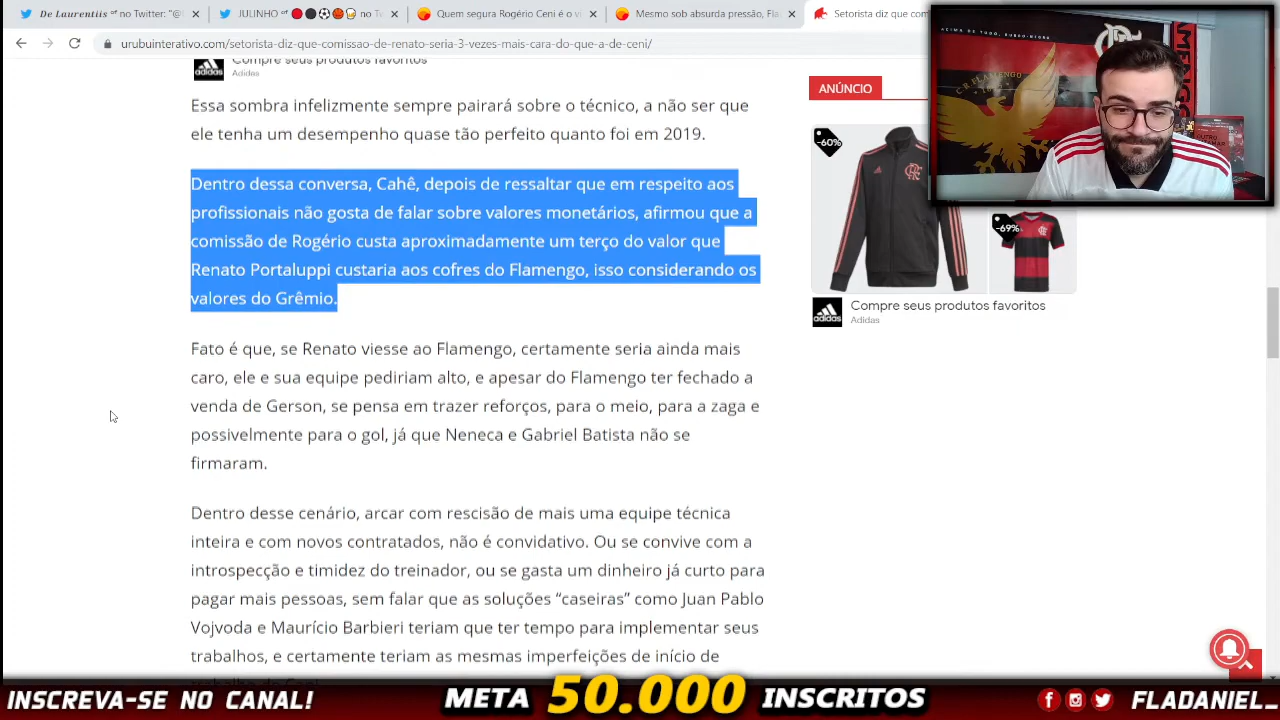 De Laurentiis on Twitter: "@
JULINHO on Tw
Quem segura Rogério Ceni é o v
Mesmo sob absurda pressão, Fla
Setorista diz que com
urubuinterativo.com/setorista-diz-que-comissao-de-renato-seria-3-vezes-mais-cara-do-que-a-de-ceni/
ACIMA DE TUDO, RUBRO-NEGRO
C R FLAMENGO
Compre seus produtos favoritos
Adidas
ANÚNCIO
Essa sombra infelizmente sempre pairará sobre o técnico, a não ser que
ele tenha um desempenho quase tão perfeito quanto foi em 2019.
-60%
-69%
Compre seus produtos favoritos
Adidas
Dentro dessa conversa, Cahê, depois de ressaltar que em respeito aos
profissionais não gosta de falar sobre valores monetários, afirmou que a
comissão de Rogério custa aproximadamente um terço do valor que
Renato Portaluppi custaria aos cofres do Flamengo, isso considerando os
valores do Grêmio.
Fato é que, se Renato viesse ao Flamengo, certamente seria ainda mais
caro, ele e sua equipe pediriam alto, e apesar do Flamengo ter fechado a
venda de Gerson, se pensa em trazer reforços, para o meio, para a zaga e
possivelmente para o gol, já que Neneca e Gabriel Batista não se
firmaram.
Dentro desse cenário, arcar com rescisão de mais uma equipe técnica
inteira e com novos contratados, não é convidativo. Ou se convive com a
introspecção e timidez do treinador, ou se gasta um dinheiro já curto para
pagar mais pessoas, sem falar que as soluções “caseiras” como Juan Pablo
Vojvoda e Maurício Barbieri teriam que ter tempo para implementar seus
trabalhos, e certamente teriam as mesmas imperfeições de início de
INSCREVA-SE NO CANAL!
META 50.000 INSCRITOS
FLADANIEL_